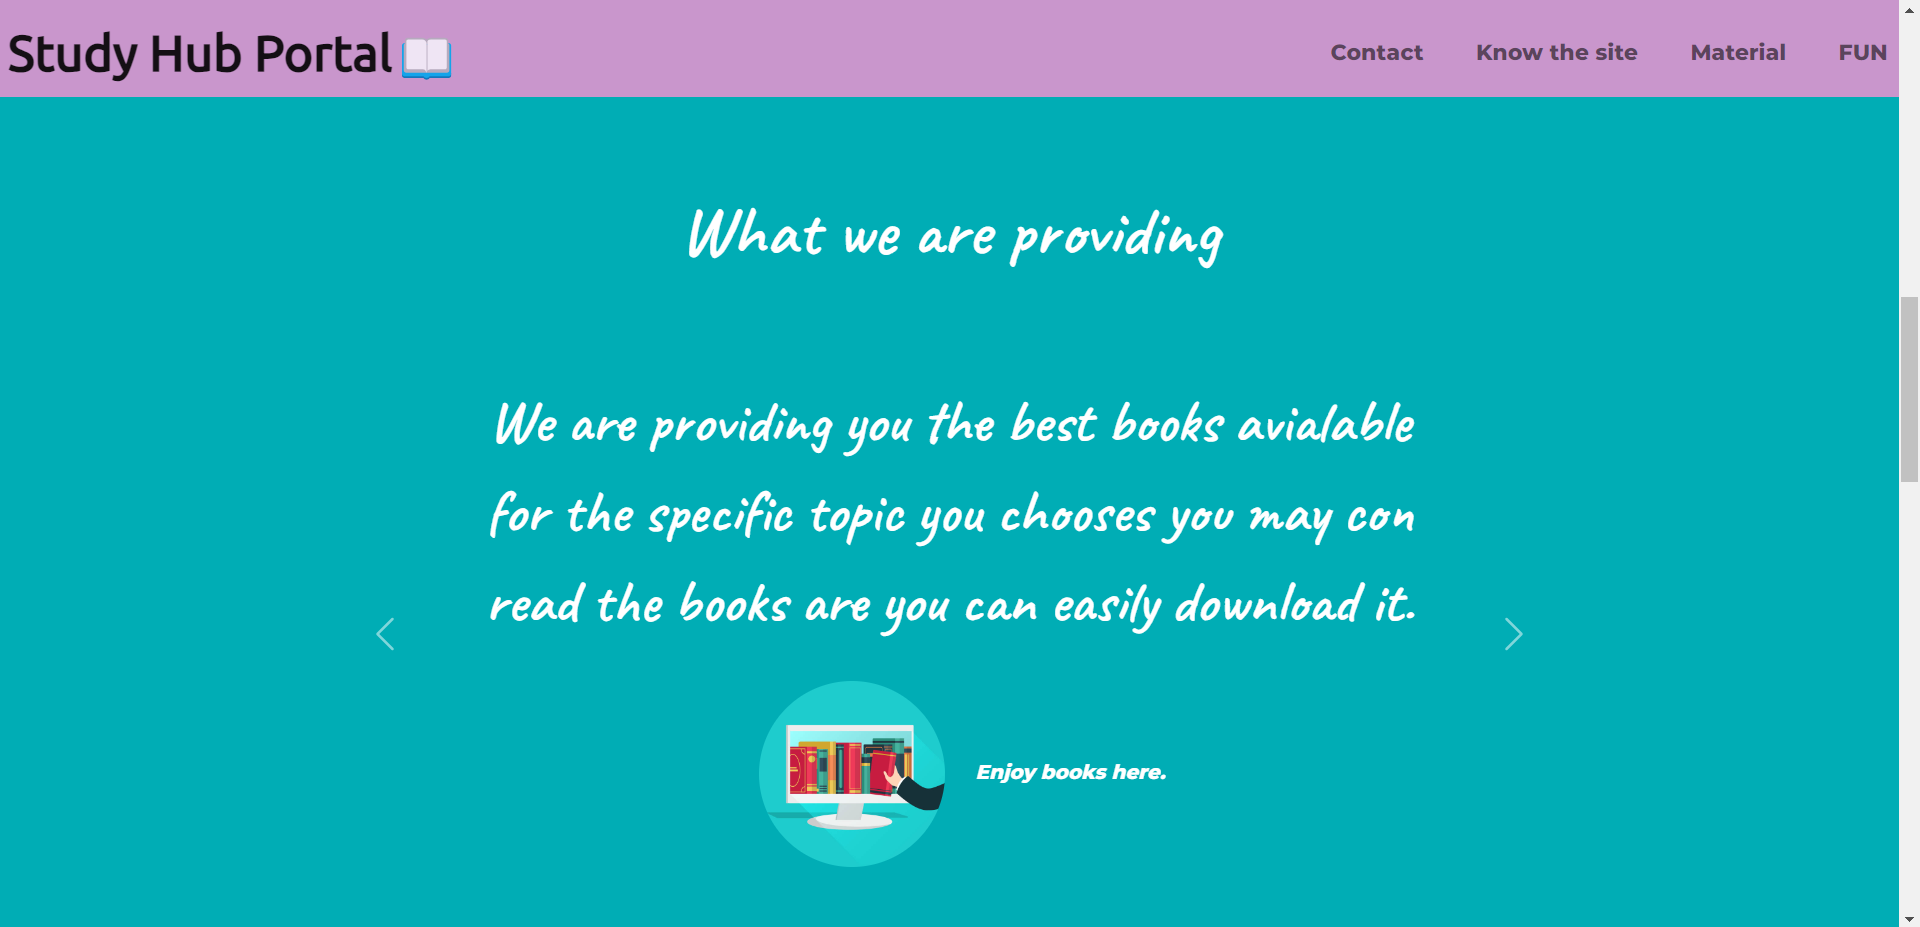 Study Hub Portal
Contact Know the site Material FUN
What we are providing
We are providing you the best books avialable
for the specific topic you chooses you may con
read the books are you can easily download it.
Enjoy books here.